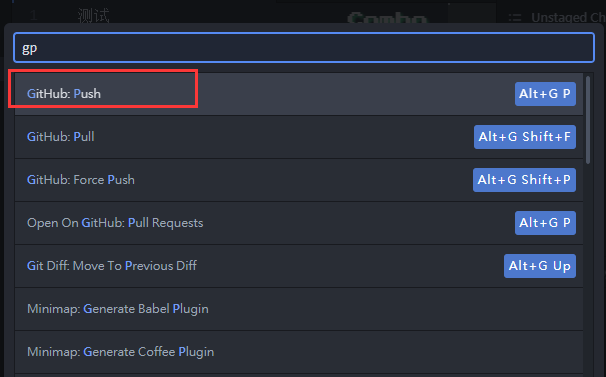 测试
Combo
Unstaged Ch
gp
GitHub: Push Alt+G P
GitHub: Pull Alt+G Shift+F
GitHub: Force Push Alt+G Shift+P
Open On GitHub: Pull Requests Alt+G P
Git Diff: Move To Previous Diff Alt+G Up
Minimap: Generate Babel Plugin
Minimap: Generate Coffee Plugin